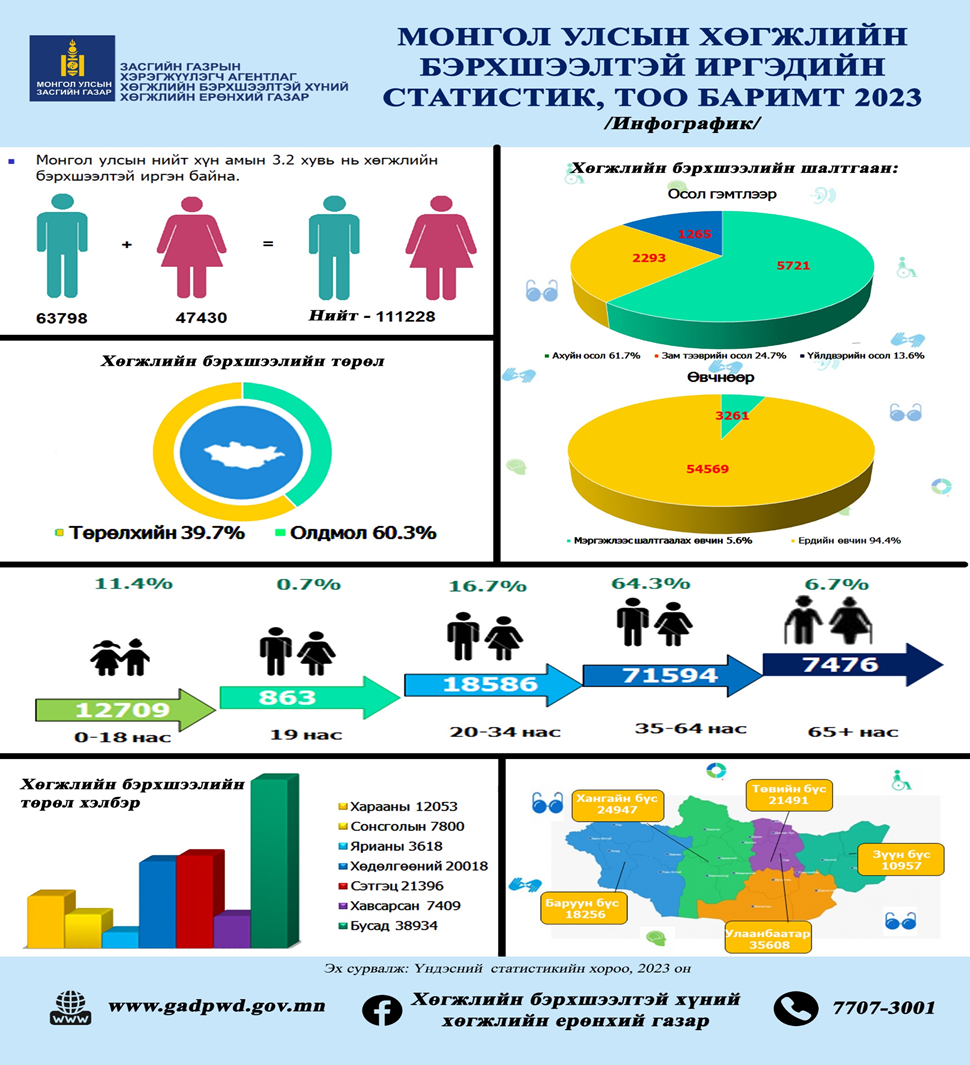 МОНГОЛ УЛСЫН
ЗАСГИЙН ГАЗАР
ЗАСГИЙН ГАЗРЫН
ХЭРЭГЖҮҮЛЭГЧ АГЕНТЛАГ
ХӨГЖЛИЙН БЭРХШЭЭЛТЭЙ ХҮНИЙ
ХӨГЖЛИЙН ЕРӨНХИЙ ГАЗАР
МОНГОЛ УЛСЫН ХӨГЖЛИЙН
БЭРХШЭЭЛТЭЙ ИРГЭДИЙН
СТАТИСТИК, ТОО БАРИМТ 2023
/Инфографик/
Монгол улсын нийт хүн амын 3.2 хувь нь хөгжлийн
бэрхшээлтэй иргэн байна.
+ =
63798 47430 Нийт - 111228
Хөгжлийн бэрхшээлийн шалтгаан:
Осол гэмтлээр
1265
2293
5721
Ахуйн осол 61.7% Зам тээврийн осол 24.7% Үйлдвэрийн осол 13.6%
Өвчнөөр
3261
54569
Мэргэжлээс шалтгаалах өвчин 5.6% Ердийн өвчин 94.4%
Хөгжлийн бэрхшээлийн төрөл
Төрөлхийн 39.7% Олдмол 60.3%
11.4% 0.7% 16.7% 64.3% 6.7%
12709 863 18586 71594 7476
0-18 нас 19 нас 20-34 нас 35-64 нас 65+ нас
Хөгжлийн бэрхшээлийн
төрөл хэлбэр
Харааны 12053
Сонсголын 7800
Ярианы 3618
Хөдөлгөөний 20018
Сэтгэц 21396
Хавсарсан 7409
Бусад 38934
Хангайн бүс
24947
Төвийн бүс
21491
Зүүн бүс
10957
Баруун бүс
18256
Улаанбаатар
35608
Эх сурвалж: Үндэсний статистикийн хороо, 2023 он
WWW
www.gadpwd.gov.mn
Хөгжлийн бэрхшээлтэй хүний
хөгжлийн ерөнхий газар
7707-3001